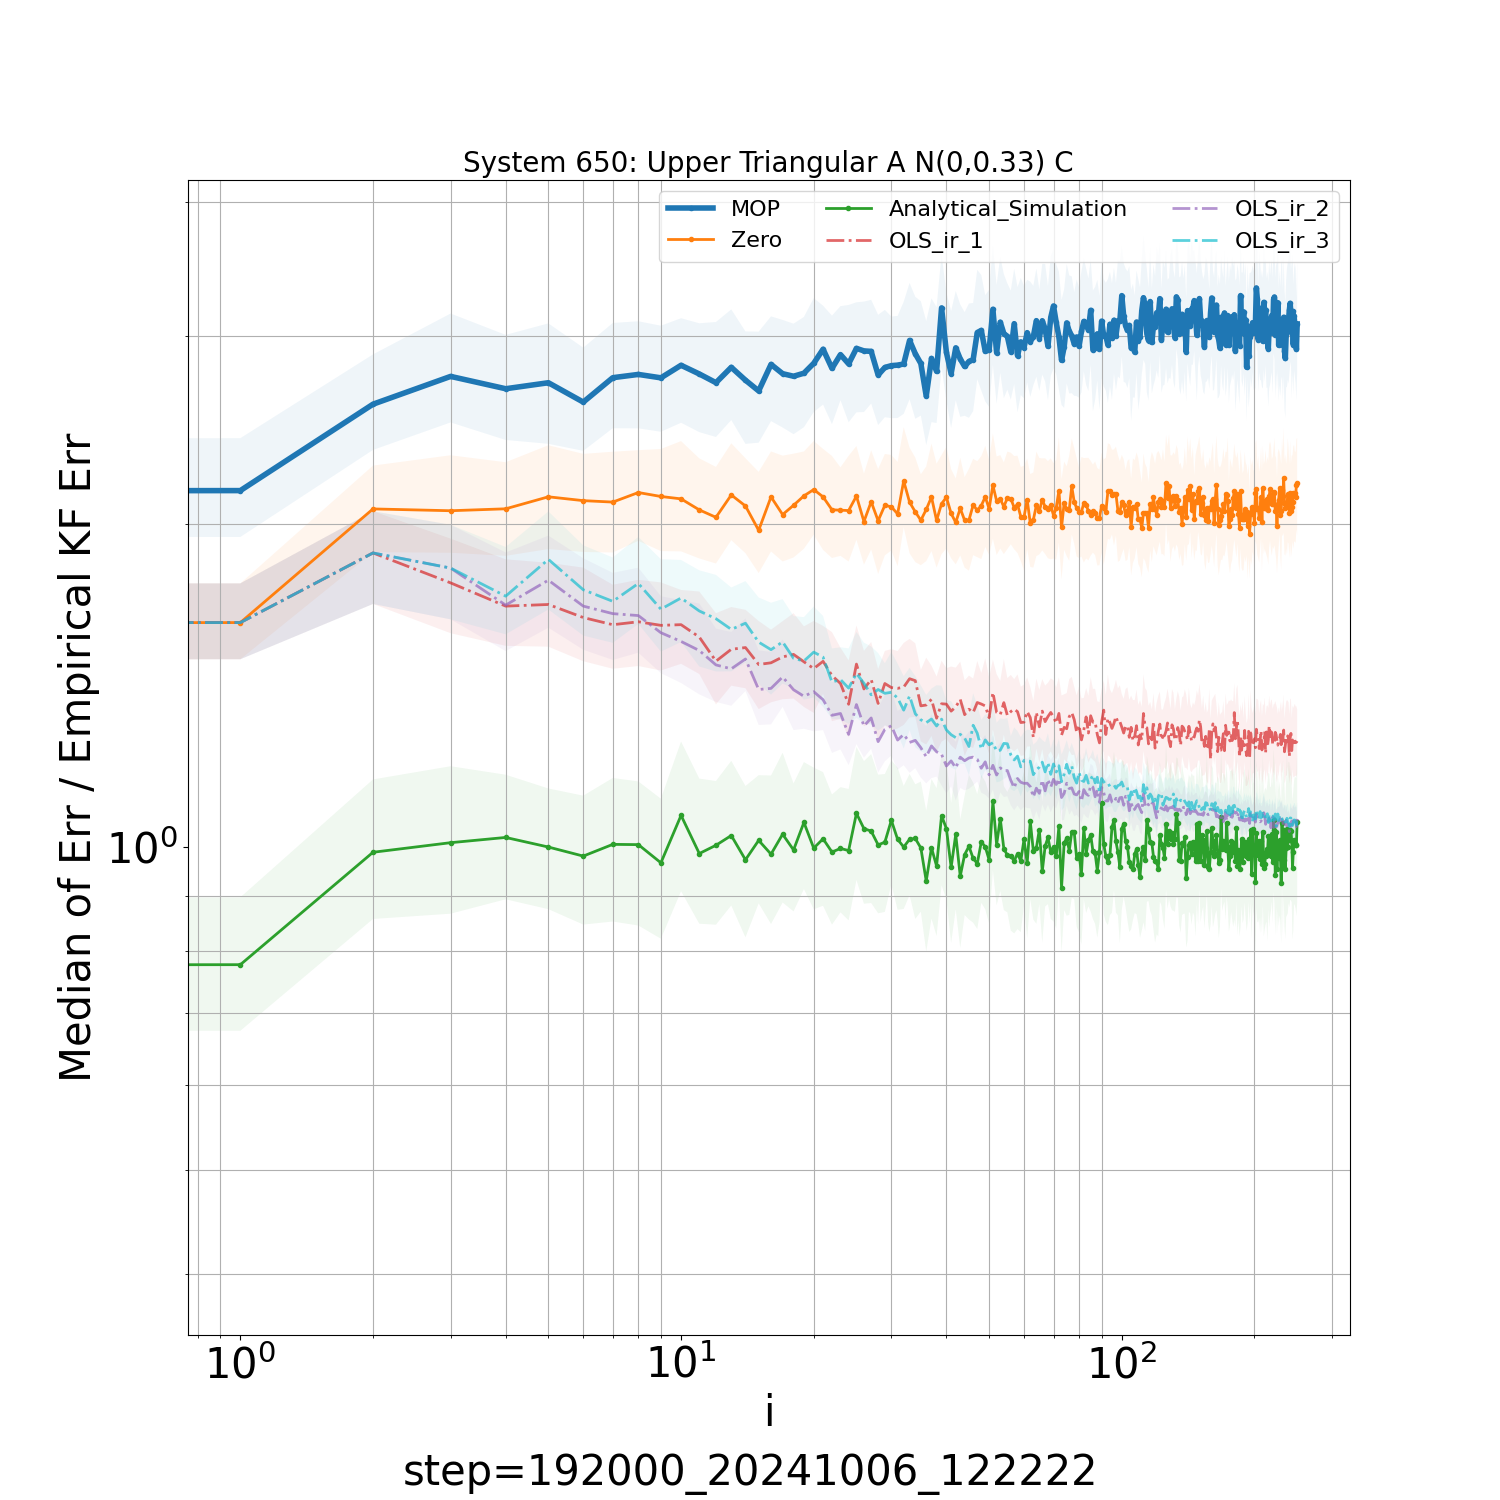 System 650: Upper Triangular A N(0,0.33) C
MOP
Zero
Analytical_Simulation
OLS_ir_1
OLS_ir_2
OLS_ir_3
Median of Err / Empirical KF Err
10⁰
10⁰
10¹
10²
i
step=192000_20241006_122222